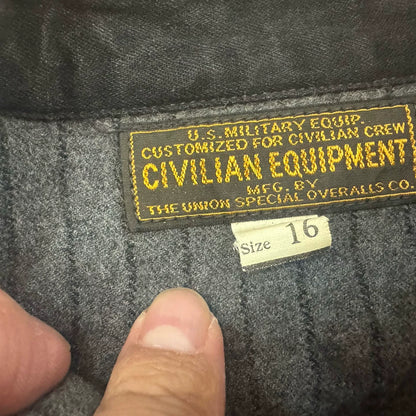 U.S. MILITARY EQUIP.
CUSTOMIZED FOR CIVILIAN CREW
CIVILIAN EQUIPMENT
MFG. BY
THE UNION SPECIAL OVERALLS CO.
Size 16